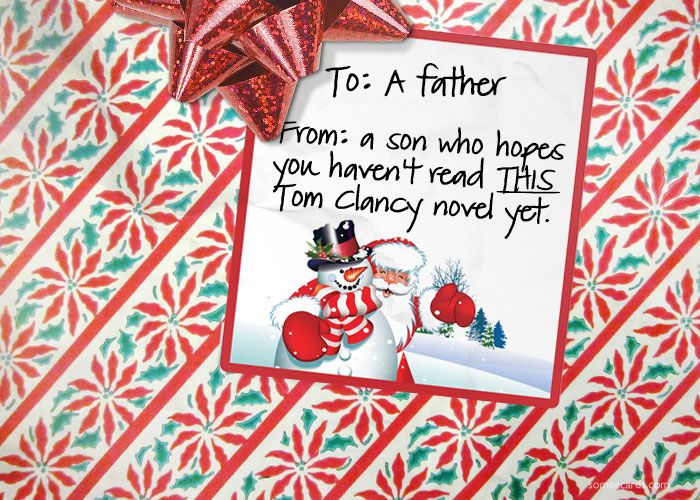 To: A father
From: a son who hopes
you haven't read THIS
Tom Clancy novel yet.
someecards.com